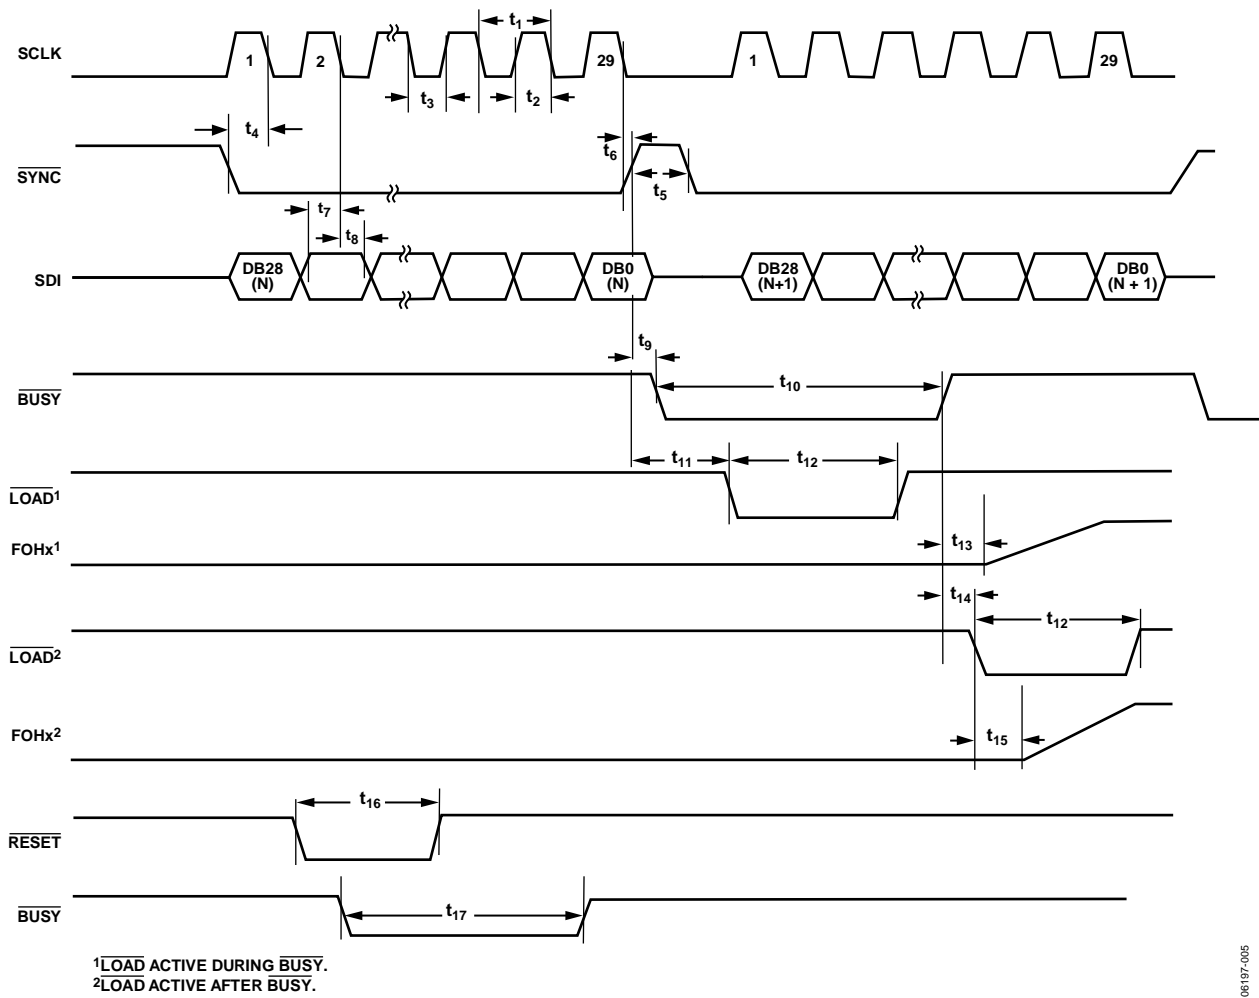 t1
SCLK
1
2
29
1
29
t3
t2
t4
SYNC
t6
t5
t7
t8
SDI
DB28
(N)
DB0
(N)
DB28
(N+1)
DB0
(N + 1)
t9
BUSY
t10
t11
t12
LOAD1
FOHx1
t13
t14
t12
LOAD2
FOHx2
t15
t16
RESET
BUSY
t17
1LOAD ACTIVE DURING BUSY.
2LOAD ACTIVE AFTER BUSY.
06197-005